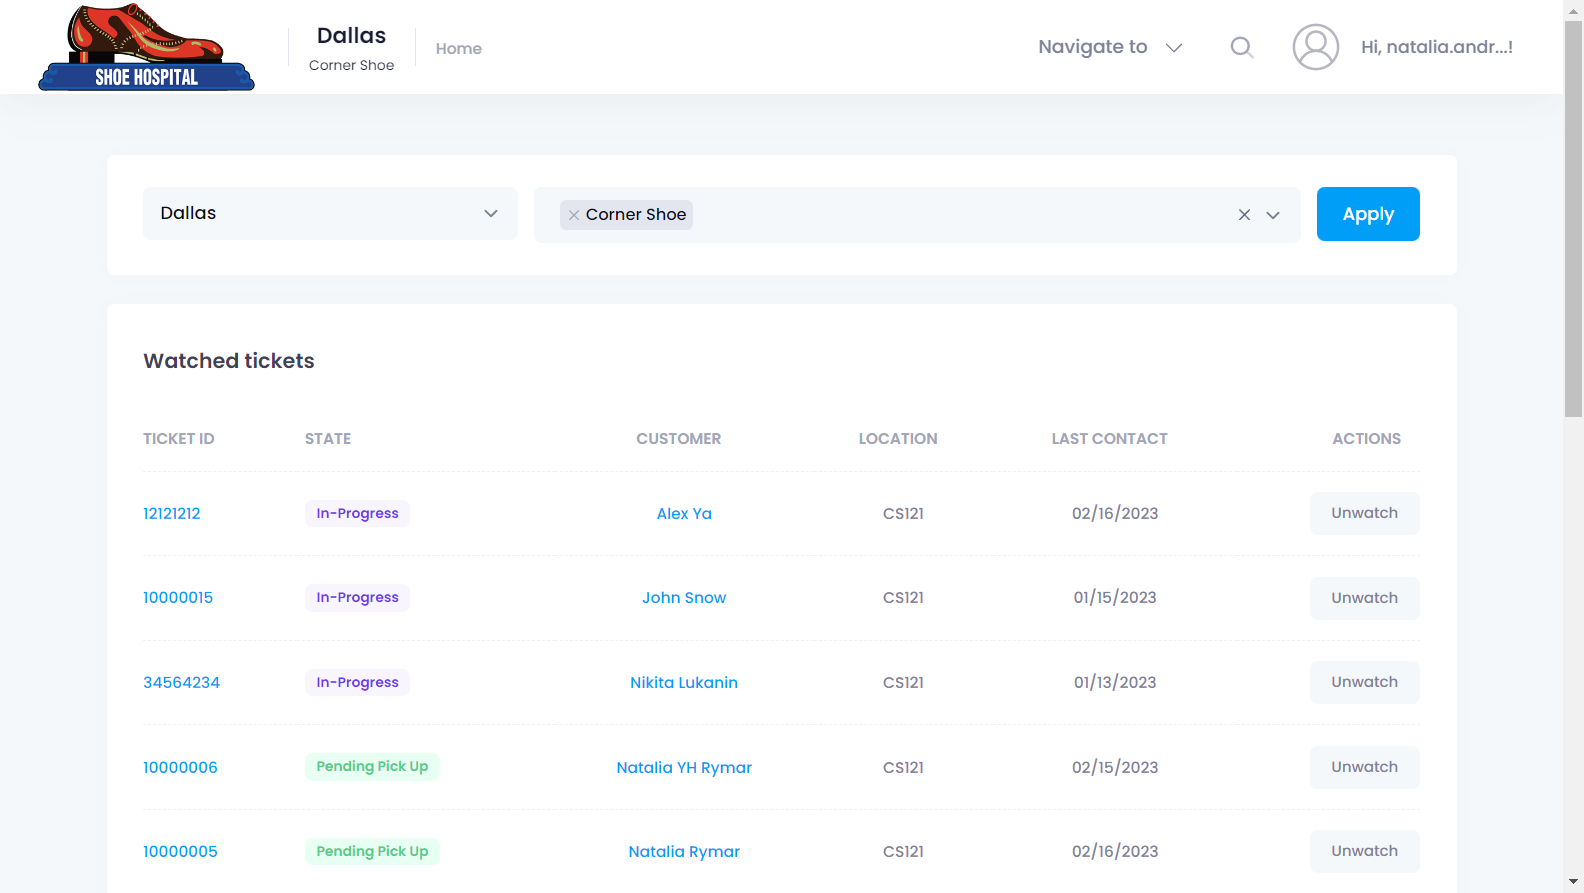 SHOE HOSPITAL
Dallas
Corner Shoe
Home
Navigate to
Hi, natalia.andr...!
Dallas
Corner Shoe
Apply
Watched tickets
TICKET ID STATE CUSTOMER LOCATION LAST CONTACT ACTIONS
12121212 In-Progress Alex Ya CS121 02/16/2023 Unwatch
10000015 In-Progress John Snow CS121 01/15/2023 Unwatch
34564234 In-Progress Nikita Lukanin CS121 01/13/2023 Unwatch
10000006 Pending Pick Up Natalia YH Rymar CS121 02/15/2023 Unwatch
10000005 Pending Pick Up Natalia Rymar CS121 02/16/2023 Unwatch